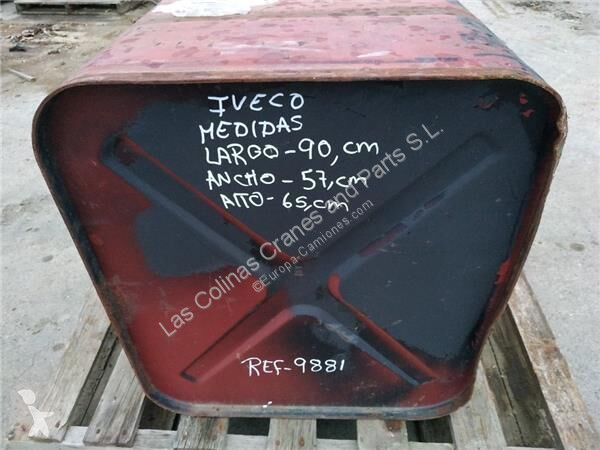 IVECO
MEDIDAS
LARGO-90,cm
ANCHO-57,cm
ALTO-65,cm
Las Colinas Cranes and Parts S.L.
©Europa-Camiones.com
REF-9881